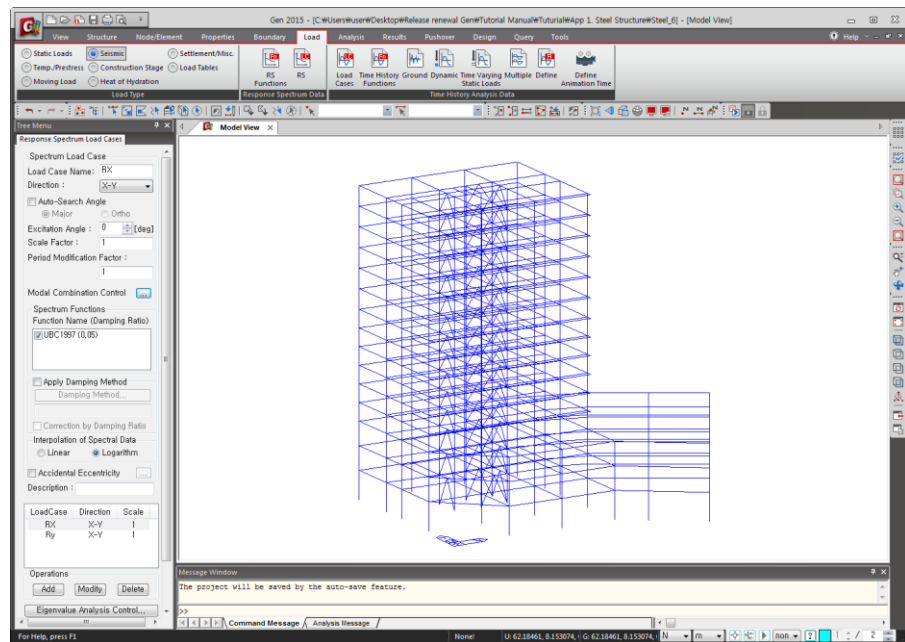 Gen 2015 - [C:₩Users₩user₩Desktop₩Release renewal Gen₩Tutorial Manual₩Tuturial₩App 1. Steel Structure₩Steel_6] - [Model View]
View Structure Node/Element Properties Boundary Load Analysis Results Pushover Design Query Tools Help
Static Loads Seismic Settlement/Misc.
Temp./Prestress Construction Stage Load Tables
Moving Load Heat of Hydration
Load Type
RS Functions RS
Response Spectrum Data
Load Cases Time History Functions Ground Dynamic Time Varying Static Loads Multiple Define Define Animation Time
Time History Analysis Data
Tree Menu
Response Spectrum Load Cases
Model View
Spectrum Load Case
Load Case Name: RX
Direction : X-Y
Auto-Search Angle
Major Ortho
Excitation Angle : 0 [deg]
Scale Factor : 1
Period Modification Factor :
1
Modal Combination Control ...
Spectrum Functions
Function Name (Damping Ratio)
UBC1997 (0,05)
Apply Damping Method
Damping Method...
Correction by Damping Ratio
Interpolation of Spectral Data
Linear Logarithm
Accidental Eccentricity ...
Description :
LoadCase Direction Scale
RX X-Y 1
Ry X-Y 1
Operations
Add Modify Delete
Eigenvalue Analysis Control...
Message Window
The project will be saved by the auto-save feature.
>>
Command Message Analysis Message
For Help, press F1
None! U: 62.18461, 8.153074, G: 62.18461, 8.153074, N m non ? 1 / 2